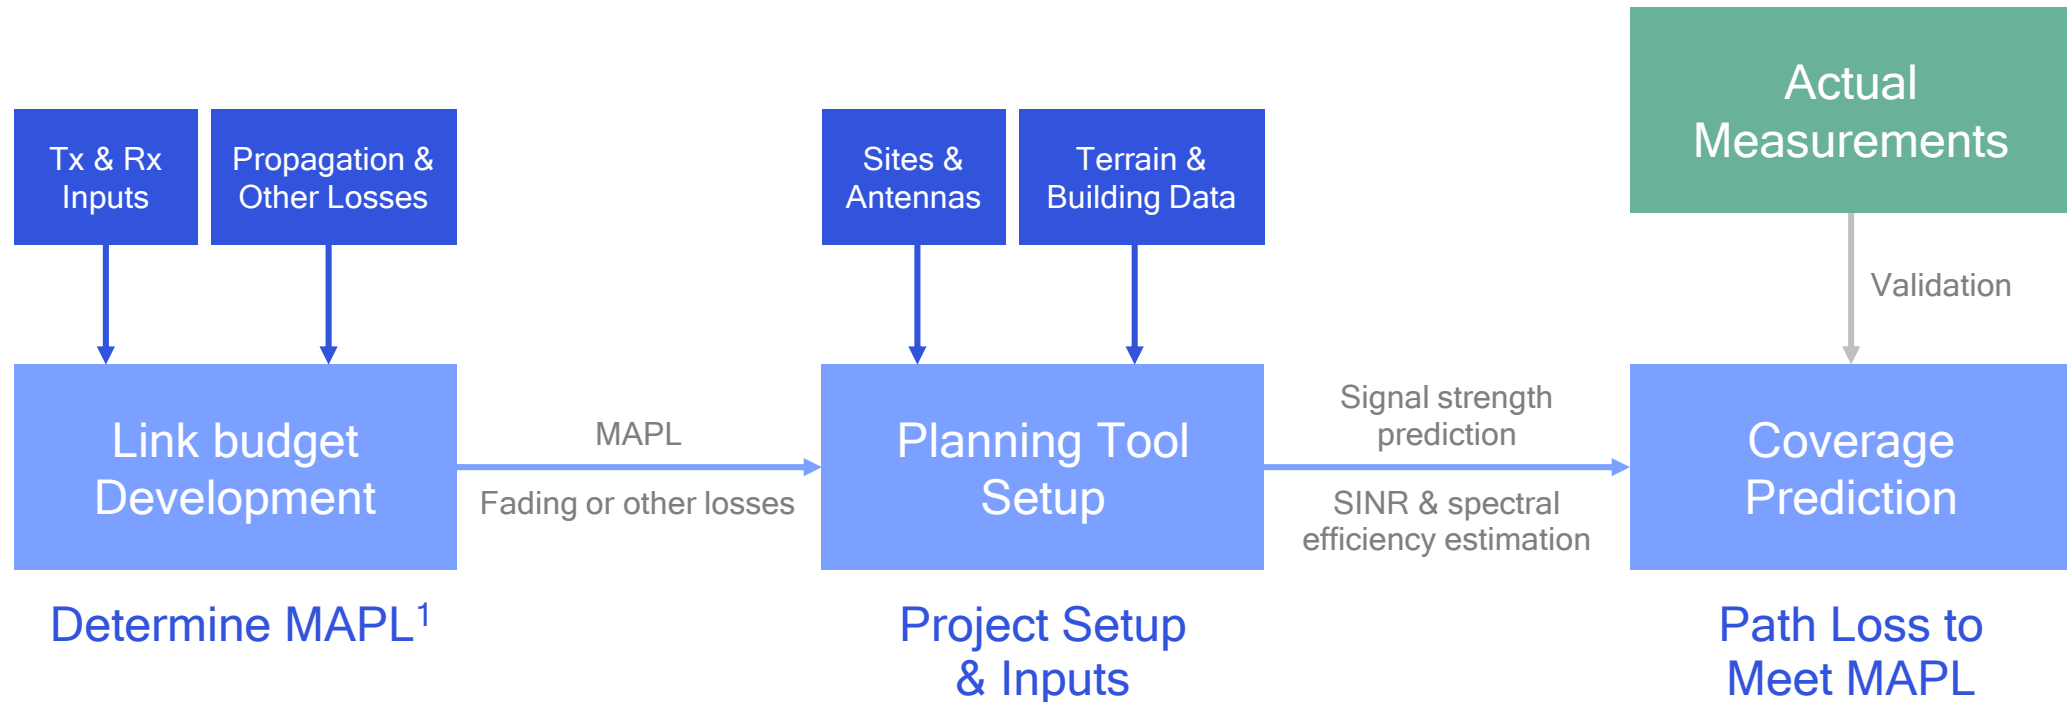 Actual
Measurements
Tx & Rx
Inputs
Propagation &
Other Losses
Sites &
Antennas
Terrain &
Building Data
Validation
Link budget
Development
MAPL
Fading or other losses
Planning Tool
Setup
Signal strength
prediction
SINR & spectral
efficiency estimation
Coverage
Prediction
Determine MAPL¹
Project Setup
& Inputs
Path Loss to
Meet MAPL